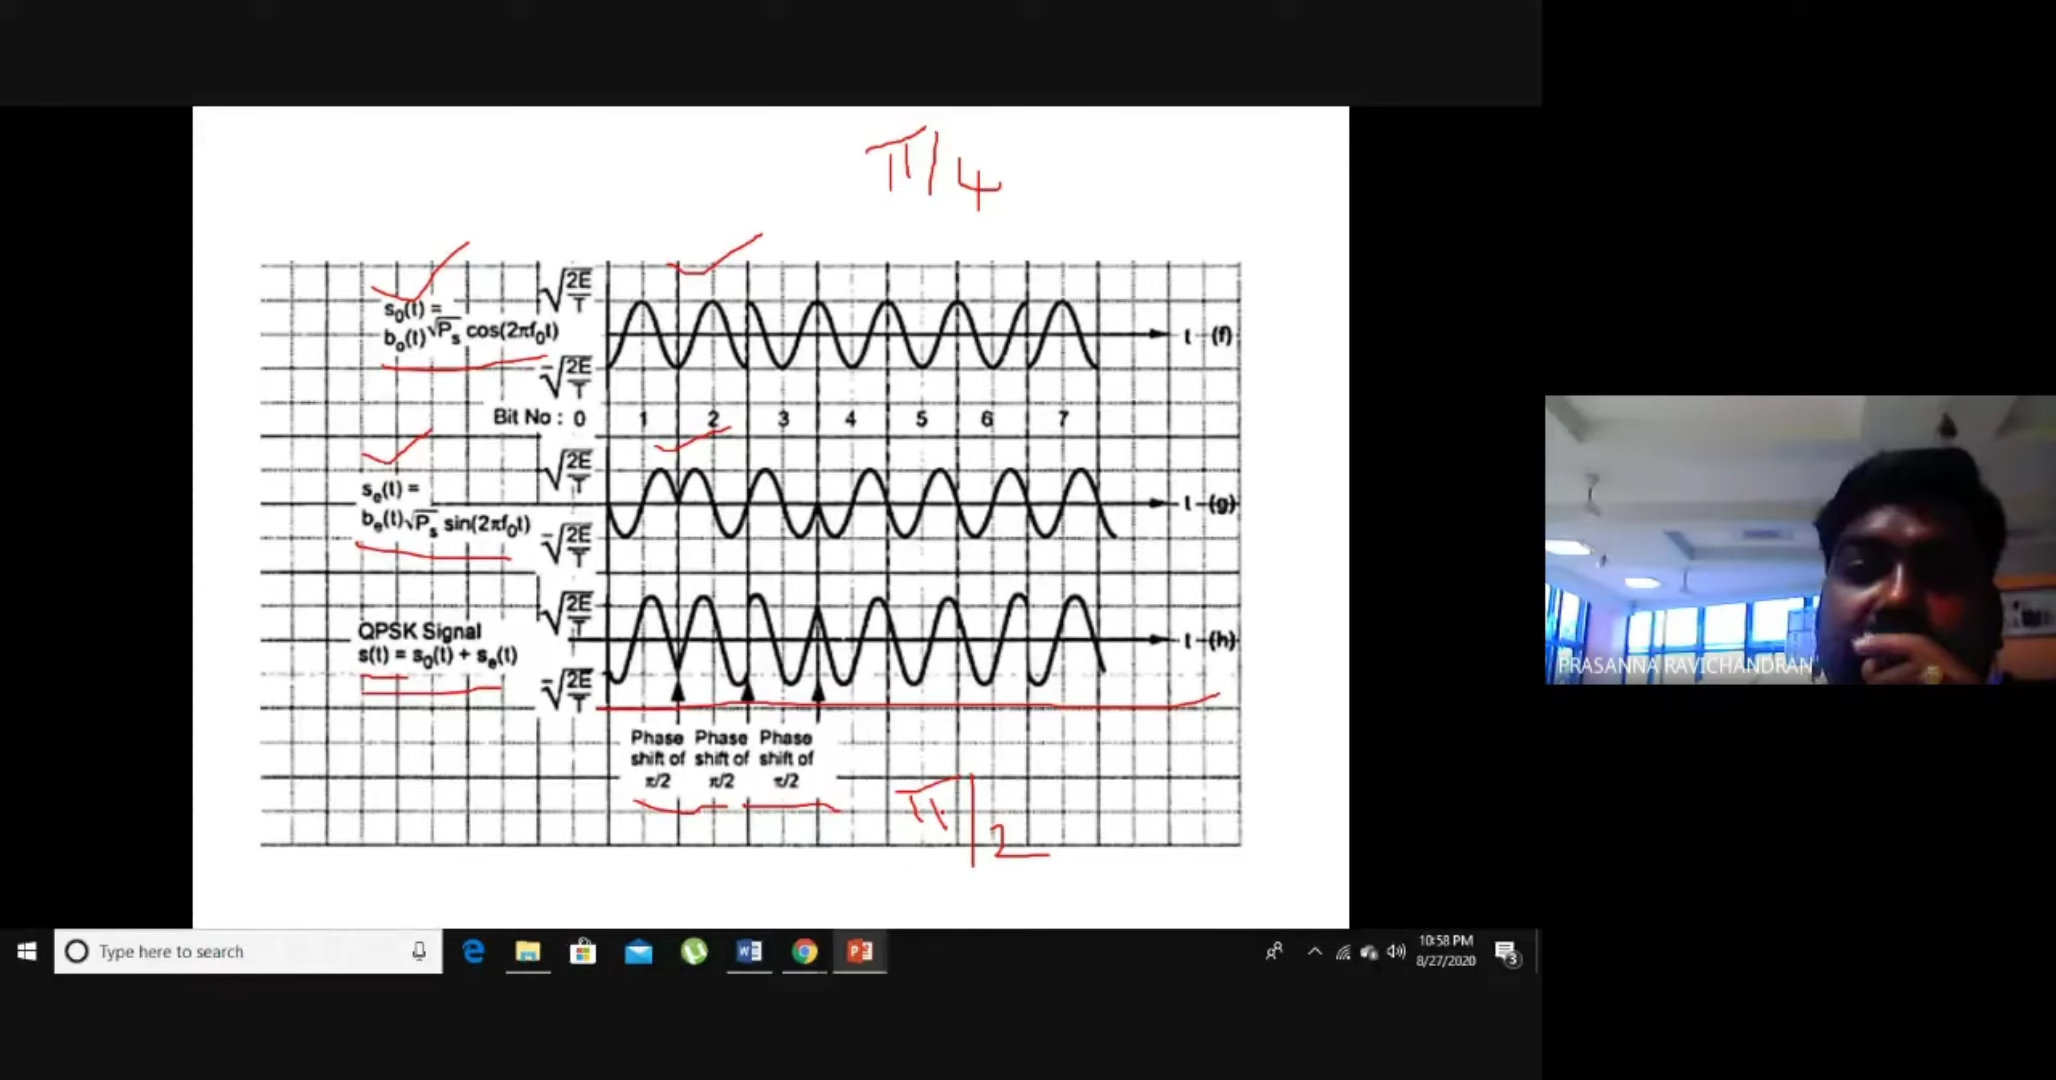 π/4
√2E/T
s₀(t) =
b₀(t)√Pₛ cos(2πf₀t)
-√2E/T
t (f)
Bit No : 0 1 2 3 4 5 6 7
√2E/T
sₑ(t) =
bₑ(t)√Pₛ sin(2πf₀t)
-√2E/T
t (g)
√2E/T
QPSK Signal
s(t) = s₀(t) + sₑ(t)
-√2E/T
t (h)
Phase Phase Phase
shift of shift of shift of
π/2 π/2 π/2
π/2
PRASANNA RAVICHANDRAN
Type here to search
10:58 PM
8/27/2020
3